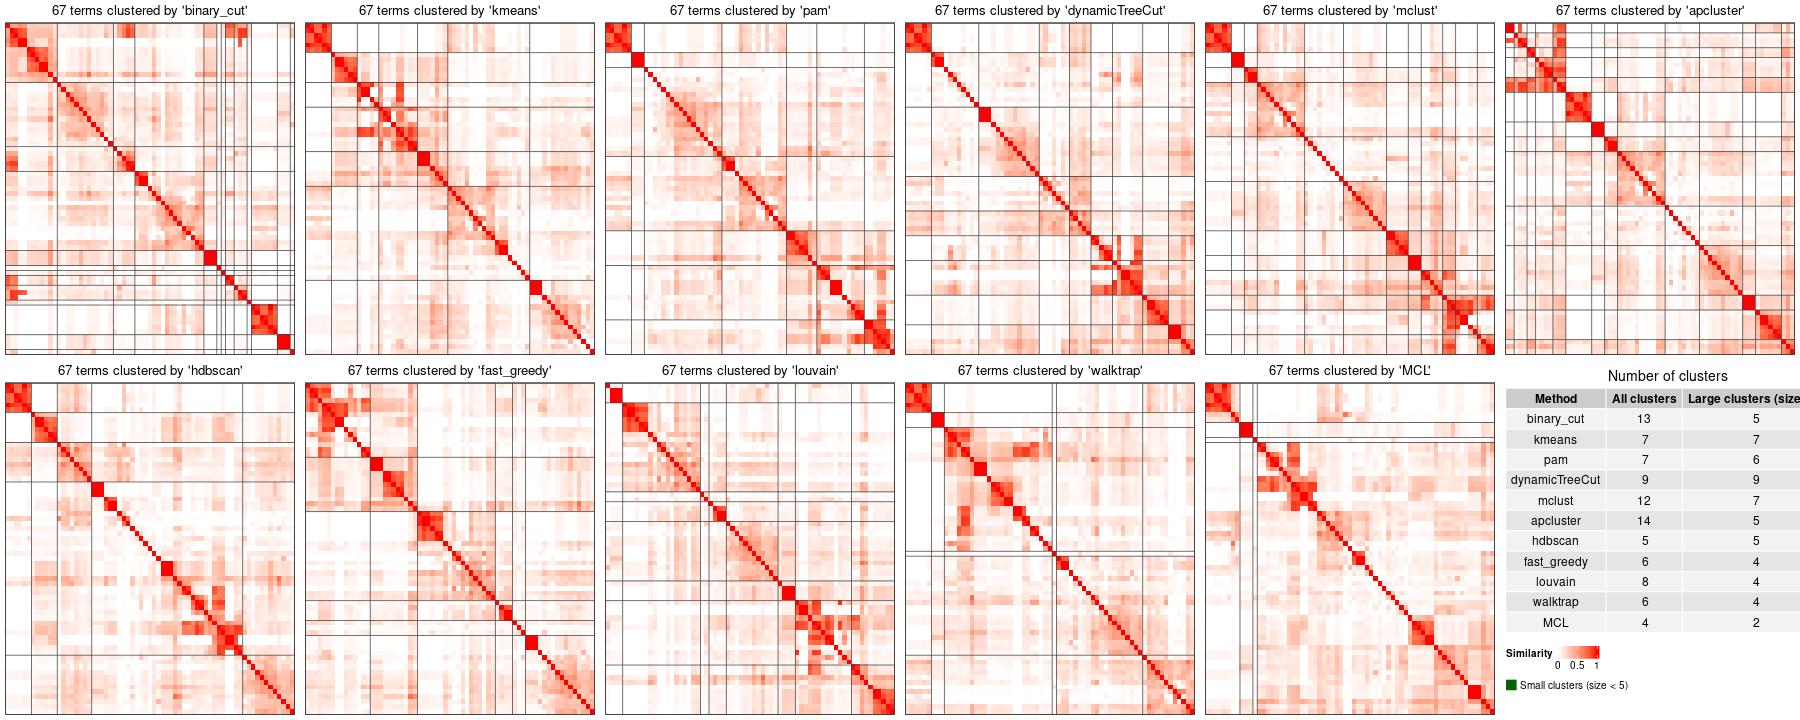 67 terms clustered by 'binary_cut'
67 terms clustered by 'kmeans'
67 terms clustered by 'pam'
67 terms clustered by 'dynamicTreeCut'
67 terms clustered by 'mclust'
67 terms clustered by 'apcluster'
67 terms clustered by 'hdbscan'
67 terms clustered by 'fast_greedy'
67 terms clustered by 'louvain'
67 terms clustered by 'walktrap'
67 terms clustered by 'MCL'
Number of clusters
Method All clusters Large clusters (size
binary_cut 13 5
kmeans 7 7
pam 7 6
dynamicTreeCut 9 9
mclust 12 7
apcluster 14 5
hdbscan 5 5
fast_greedy 6 4
louvain 8 4
walktrap 6 4
MCL 4 2
Similarity
0 0.5 1
Small clusters (size < 5)